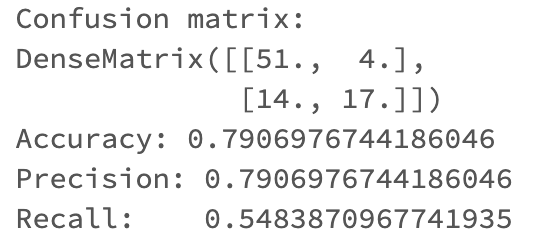 Confusion matrix:
DenseMatrix([[51., 4.],
[14., 17.]])
Accuracy: 0.7906976744186046
Precision: 0.7906976744186046
Recall: 0.5483870967741935